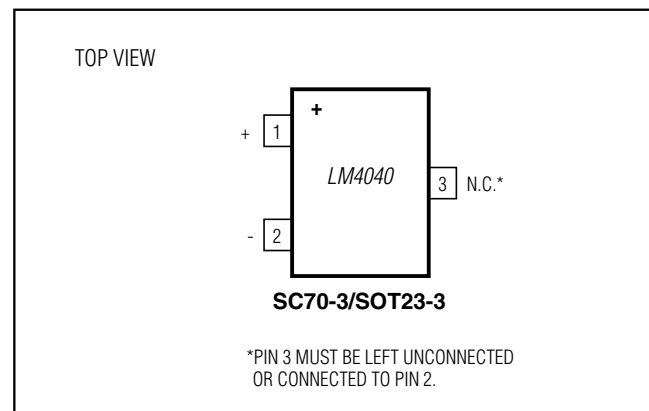 TOP VIEW
+
+ 1
LM4040
3 N.C.*
- 2
SC70-3/SOT23-3
*PIN 3 MUST BE LEFT UNCONNECTED
OR CONNECTED TO PIN 2.